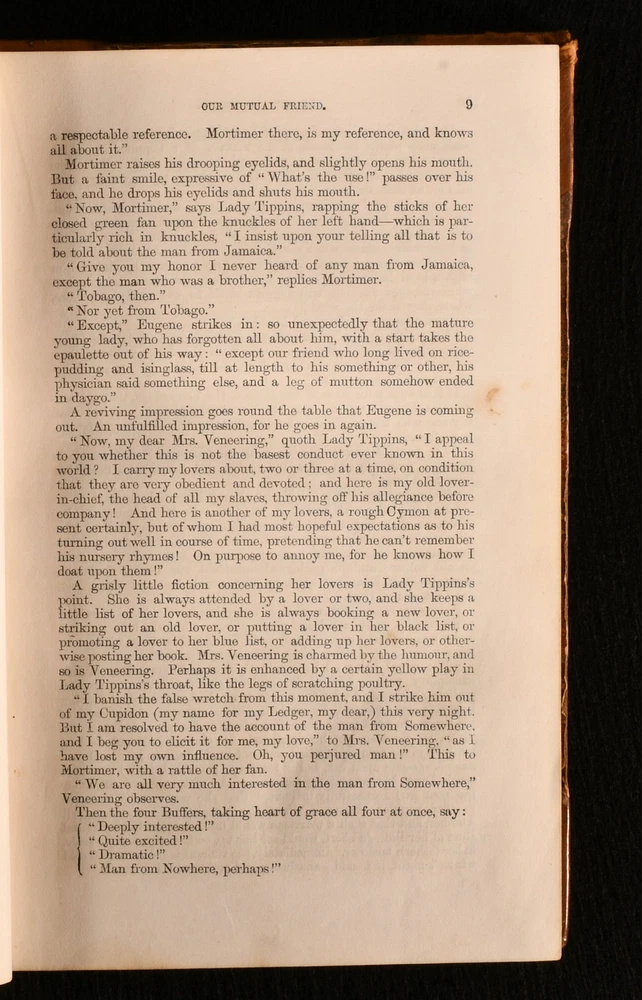 OUR MUTUAL FRIEND. 9
a respectable reference. Mortimer there, is my reference, and knows
all about it.”
Mortimer raises his drooping eyelids, and slightly opens his mouth.
But a faint smile, expressive of “What’s the use!” passes over his
face, and he drops his eyelids and shuts his mouth.
“Now, Mortimer,” says Lady Tippins, rapping the sticks of her
closed green fan upon the knuckles of her left hand—which is par-
ticularly rich in knuckles, “I insist upon your telling all that is to
be told about the man from Jamaica.”
“Give you my honor I never heard of any man from Jamaica,
except the man who was a brother,” replies Mortimer.
“Tobago, then.”
“Nor yet from Tobago.”
“Except,” Eugene strikes in: so unexpectedly that the mature
young lady, who has forgotten all about him, with a start takes the
epaulette out of his way: “except our friend who long lived on rice-
pudding and isinglass, till at length to his something or other, his
physician said something else, and a leg of mutton somehow ended
in daygo.”
A reviving impression goes round the table that Eugene is coming
out. An unfulfilled impression, for he goes in again.
“Now, my dear Mrs. Veneering,” quoth Lady Tippins, “I appeal
to you whether this is not the basest conduct ever known in this
world? I carry my lovers about, two or three at a time, on condition
that they are very obedient and devoted; and here is my old lover-
in-chief, the head of all my slaves, throwing off his allegiance before
company! And here is another of my lovers, a rough Cymon at pre-
sent certainly, but of whom I had most hopeful expectations as to his
turning out well in course of time, pretending that he can’t remember
his nursery rhymes! On purpose to annoy me, for he knows how I
doat upon them!”
A grisly little fiction concerning her lovers is Lady Tippins’s
point. She is always attended by a lover or two, and she keeps a
little list of her lovers, and she is always booking a new lover, or
striking out an old lover, or putting a lover in her black list, or
promoting a lover to her blue list, or adding up her lovers, or other-
wise posting her book. Mrs. Veneering is charmed by the humour, and
so is Veneering. Perhaps it is enhanced by a certain yellow play in
Lady Tippins’s throat, like the legs of scratching poultry.
“I banish the false wretch from this moment, and I strike him out
of my Cupidon (my name for my Ledger, my dear,) this very night.
But I am resolved to have the account of the man from Somewhere,
and I beg you to elicit it for me, my love,” to Mrs. Veneering, “as I
have lost my own influence. Oh, you perjured man!” This to
Mortimer, with a rattle of her fan.
“We are all very much interested in the man from Somewhere,”
Veneering observes.
Then the four Buffers, taking heart of grace all four at once, say:
“Deeply interested!”
“Quite excited!”
“Dramatic!”
“Man from Nowhere, perhaps!”